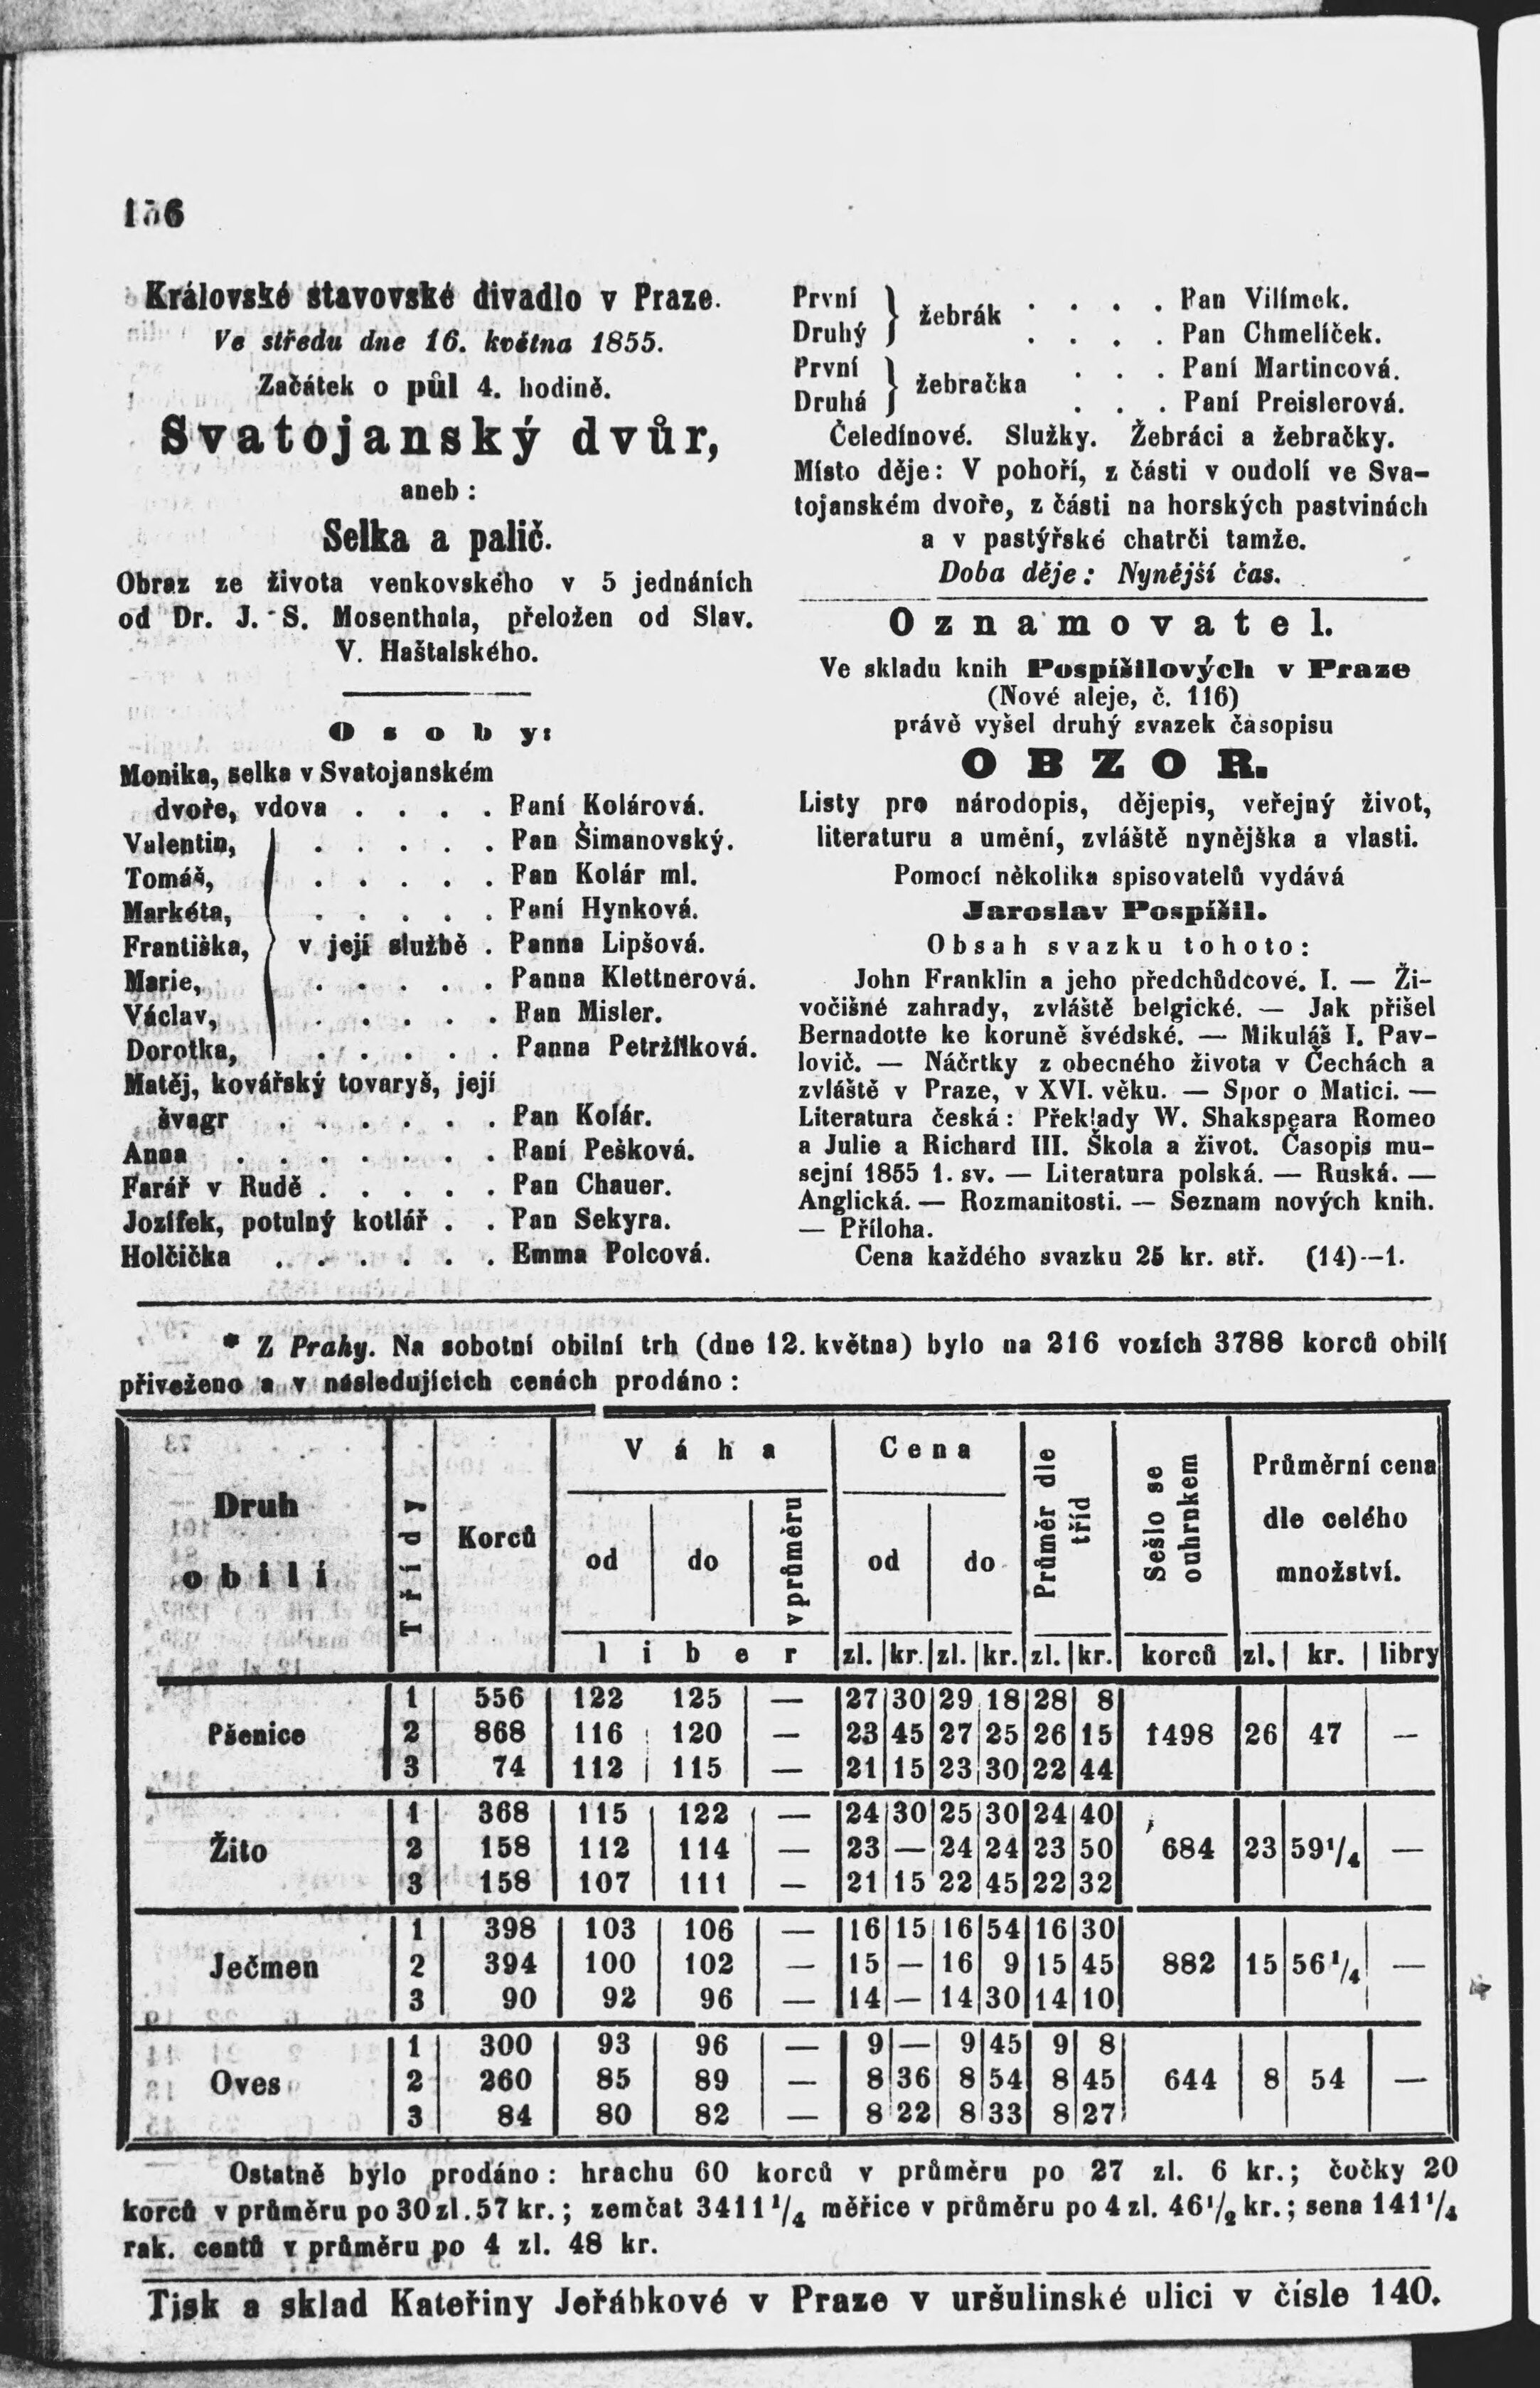 156
Královské stavovské divadlo v Praze.
Ve středu dne 16. května 1855.
Začátek o půl 4. hodině.
Svatojanský dvůr,
aneb:
Selka a palič.
Obraz ze života venkovského v 5 jednáních
od Dr. J. S. Mosenthala, přeložen od Slav.
V. Haštalského.
Osoby:
Monika, selka v Svatojanském
dvoře, vdova . . . . Paní Kolárová.
Valentin, . . . . . Pan Šimanovský.
Tomáš, . . . . . Pan Kolár ml.
Markéta, . . . . . Paní Hynková.
Františka, } v její službě . Panna Lipšová.
Marie, . . . . . Panna Klettnerová.
Václav, . . . . . Pan Misler.
Dorotka, . . . . . Panna Petržilková.
Matěj, kovářský tovaryš, její
švagr . . . . . . Pan Kolár.
Anna . . . . . . . Paní Pešková.
Farář v Rudě . . . . . Pan Chauer.
Jozífek, potulný kotlář . . Pan Sekyra.
Holčička . . . . . . Emma Polcová.
První } žebrák . . . . Pan Vilímek.
Druhý . . . . Pan Chmelíček.
První } žebračka . . . Paní Martincová.
Druhá . . . Paní Preislerová.
Čeledínové. Služky. Žebráci a žebračky.
Místo děje: V pohoří, z části v oudolí ve Sva-
tojanském dvoře, z části na horských pastvinách
a v pastýřské chatrči tamže.
Doba děje: Nynější čas.
Oznamovatel.
Ve skladu knih Pospíšilových v Praze
(Nové aleje, č. 116)
právě vyšel druhý svazek časopisu
OBZOR.
Listy pro národopis, dějepis, veřejný život,
literaturu a umění, zvláště nynějška a vlasti.
Pomocí několika spisovatelů vydává
Jaroslav Pospíšil.
Obsah svazku tohoto:
John Franklin a jeho předchůdcové. I. — Ži-
vočišné zahrady, zvláště belgické. — Jak přišel
Bernadotte ke koruně švédské. — Mikuláš I. Pav-
lovič. — Náčrtky z obecného života v Čechách a
zvláště v Praze, v XVI. věku. — Spor o Matici. —
Literatura česká: Překlady W. Shakspeara Romeo
a Julie a Richard III. Škola a život. Časopis mu-
sejní 1855 1. sv. — Literatura polská. — Ruská. —
Anglická. — Rozmanitosti. — Seznam nových knih.
— Příloha.
Cena každého svazku 25 kr. stř. (14)—1.
* Z Prahy. Na sobotní obilní trh (dne 12. května) bylo na 216 vozích 3788 korců obilí
přiveženo a v následujících cenách prodáno:
Druh obilí | Třídy | Korců | Váha | Cena | Průměr dle tříd | Sešlo se ouhrnkem | Průměrní cena dle celého množství.
od | do | v průměru | od | do
liber | zl. | kr. | zl. | kr. | zl. | kr. | korců | zl. | kr. | libry
1 | 556 | 122 | 125 | — | 27 | 30 | 29 | 18 | 28 | 8
Pšenice | 2 | 868 | 116 | 120 | — | 23 | 45 | 27 | 25 | 26 | 15 | 1498 | 26 | 47 | —
3 | 74 | 112 | 115 | — | 21 | 15 | 23 | 30 | 22 | 44
1 | 368 | 115 | 122 | — | 24 | 30 | 25 | 30 | 24 | 40
Žito | 2 | 158 | 112 | 114 | — | 23 | — | 24 | 24 | 23 | 50 | 684 | 23 | 59¹/₄ | —
3 | 158 | 107 | 111 | — | 21 | 15 | 22 | 45 | 22 | 32
1 | 398 | 103 | 106 | — | 16 | 15 | 16 | 54 | 16 | 30
Ječmen | 2 | 394 | 100 | 102 | — | 15 | — | 16 | 9 | 15 | 45 | 882 | 15 | 56¹/₄ | —
3 | 90 | 92 | 96 | — | 14 | — | 14 | 30 | 14 | 10
1 | 300 | 93 | 96 | — | 9 | — | 9 | 45 | 9 | 8
Oves | 2 | 260 | 85 | 89 | — | 8 | 36 | 8 | 54 | 8 | 45 | 644 | 8 | 54 | —
3 | 84 | 80 | 82 | — | 8 | 22 | 8 | 33 | 8 | 27
Ostatně bylo prodáno: hrachu 60 korců v průměru po 27 zl. 6 kr.; čočky 20
korců v průměru po 30 zl. 57 kr.; zemčat 3411¹/₄ měřice v průměru po 4 zl. 46¹/₂ kr.; sena 141¹/₄
rak. centů v průměru po 4 zl. 48 kr.
Tisk a sklad Kateřiny Jeřábkové v Praze v uršulinské ulici v čísle 140.